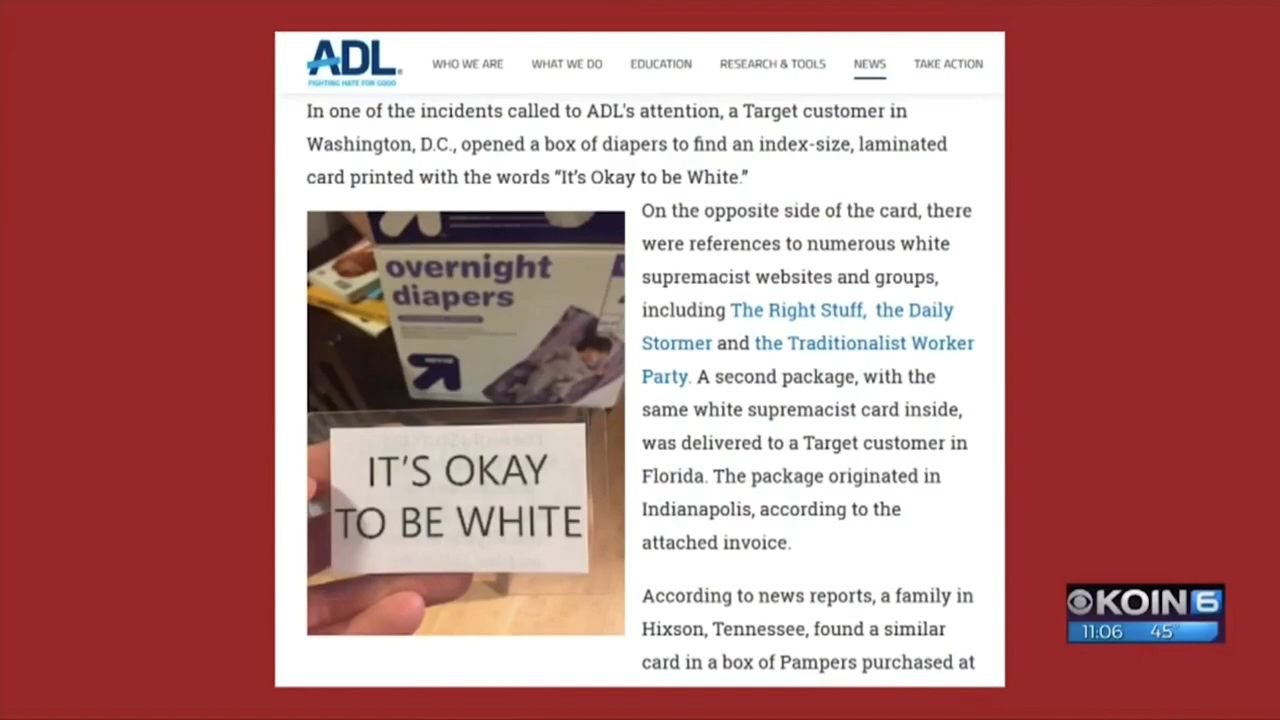 ADL
FIGHTING HATE FOR GOOD
WHO WE ARE
WHAT WE DO
EDUCATION
RESEARCH & TOOLS
NEWS
TAKE ACTION
In one of the incidents called to ADL's attention, a Target customer in
Washington, D.C., opened a box of diapers to find an index-size, laminated
card printed with the words “It’s Okay to be White.”
overnight
diapers
IT'S OKAY
TO BE WHITE
On the opposite side of the card, there
were references to numerous white
supremacist websites and groups,
including The Right Stuff, the Daily
Stormer and the Traditionalist Worker
Party. A second package, with the
same white supremacist card inside,
was delivered to a Target customer in
Florida. The package originated in
Indianapolis, according to the
attached invoice.
According to news reports, a family in
Hixson, Tennessee, found a similar
card in a box of Pampers purchased at
KOIN 6
11:06 45°